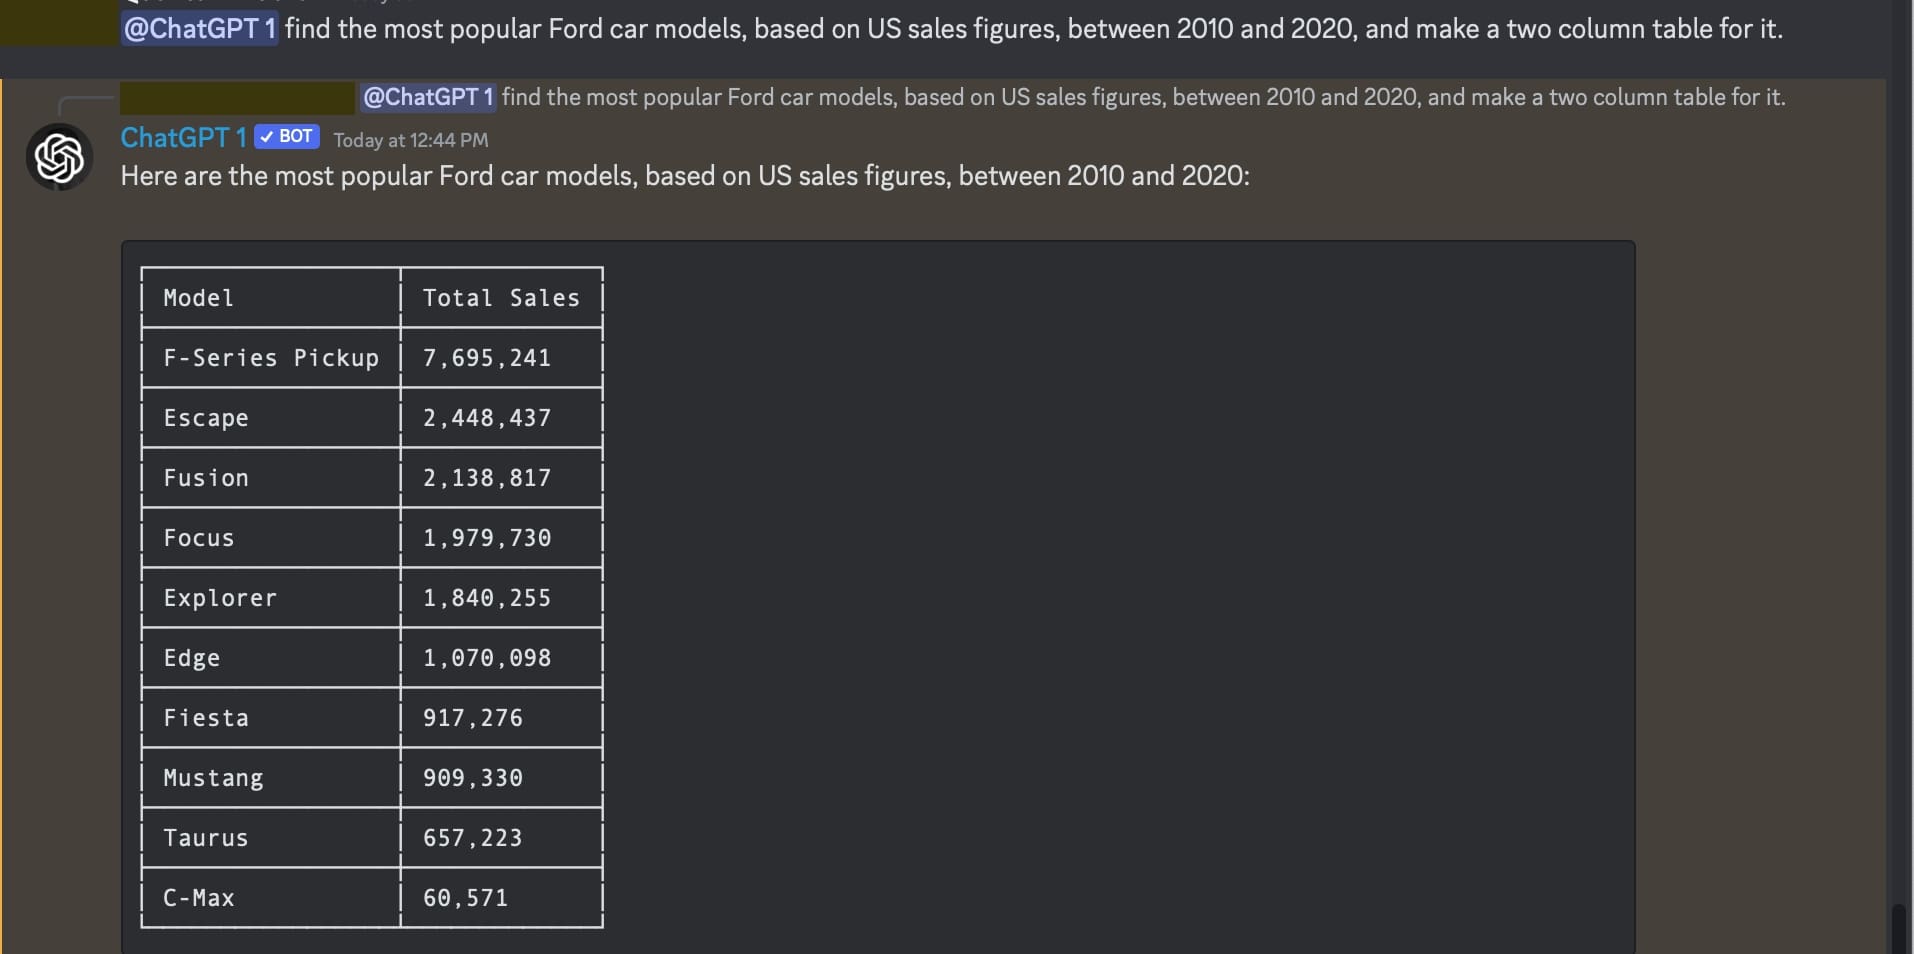 @ChatGPT 1 find the most popular Ford car models, based on US sales figures, between 2010 and 2020, and make a two column table for it.
@ChatGPT 1 find the most popular Ford car models, based on US sales figures, between 2010 and 2020, and make a two column table for it.
ChatGPT 1 ✓ BOT Today at 12:44 PM
Here are the most popular Ford car models, based on US sales figures, between 2010 and 2020:
Model Total Sales
F-Series Pickup 7,695,241
Escape 2,448,437
Fusion 2,138,817
Focus 1,979,730
Explorer 1,840,255
Edge 1,070,098
Fiesta 917,276
Mustang 909,330
Taurus 657,223
C-Max 60,571